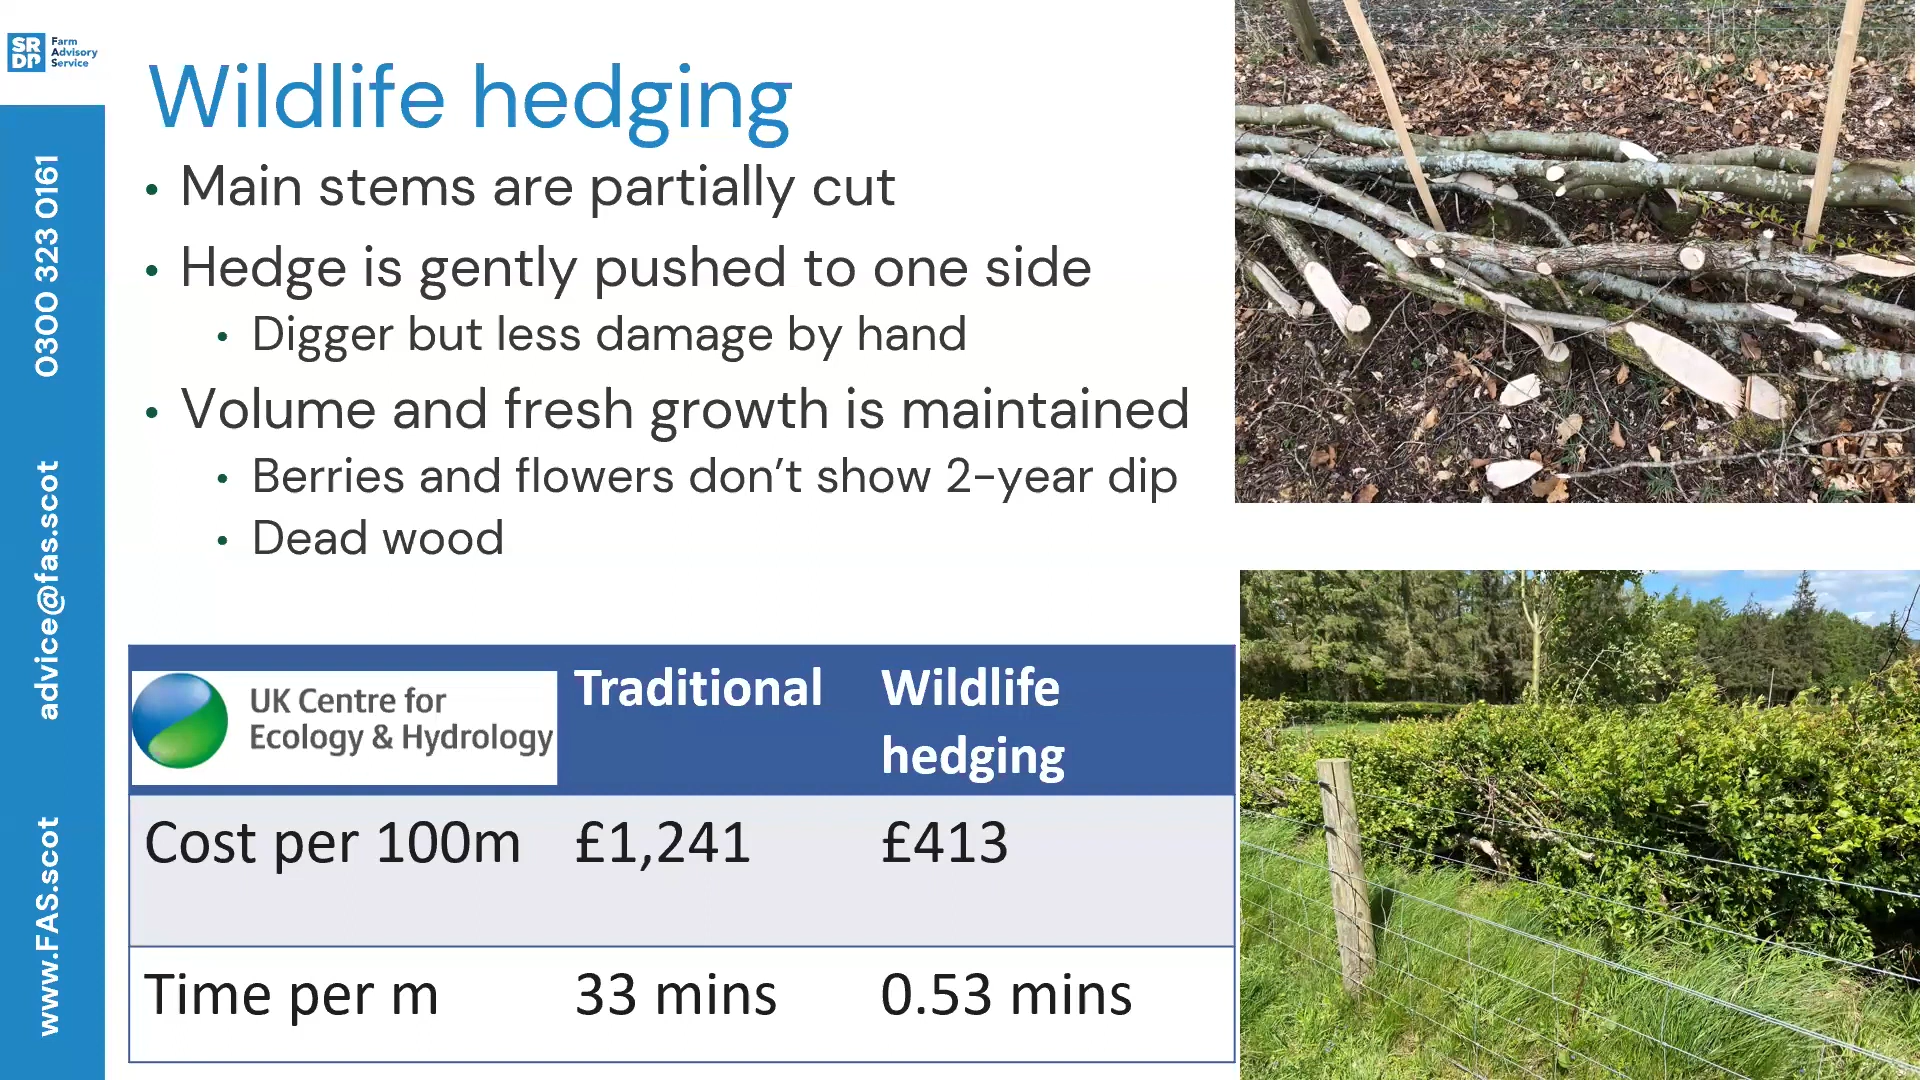 SR
DP
Farm
Advisory
Service
Wildlife hedging
• Main stems are partially cut
• Hedge is gently pushed to one side
• Digger but less damage by hand
• Volume and fresh growth is maintained
• Berries and flowers don’t show 2-year dip
• Dead wood
UK Centre for
Ecology & Hydrology
Traditional
Wildlife
hedging
Cost per 100m £1,241 £413
Time per m 33 mins 0.53 mins
www.FAS.scot
advice@fas.scot
0300 323 0161